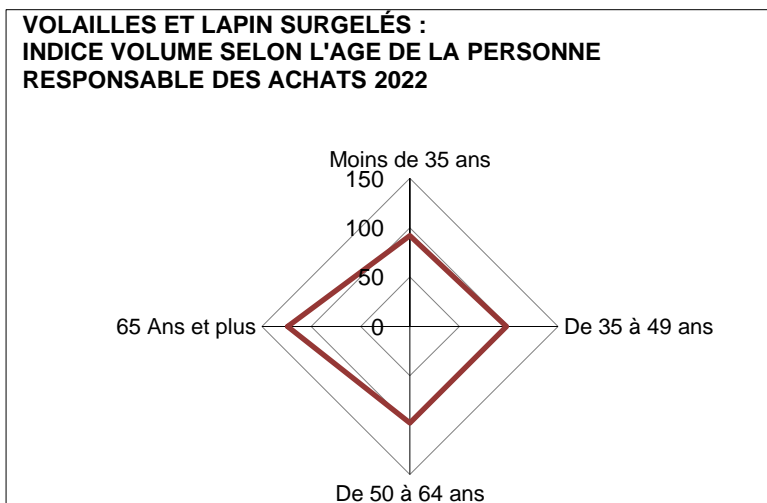 VOLAILLES ET LAPIN SURGELÉS :
INDICE VOLUME SELON L'AGE DE LA PERSONNE
RESPONSABLE DES ACHATS 2022
Moins de 35 ans
150
100
50
65 Ans et plus
0
De 35 à 49 ans
De 50 à 64 ans